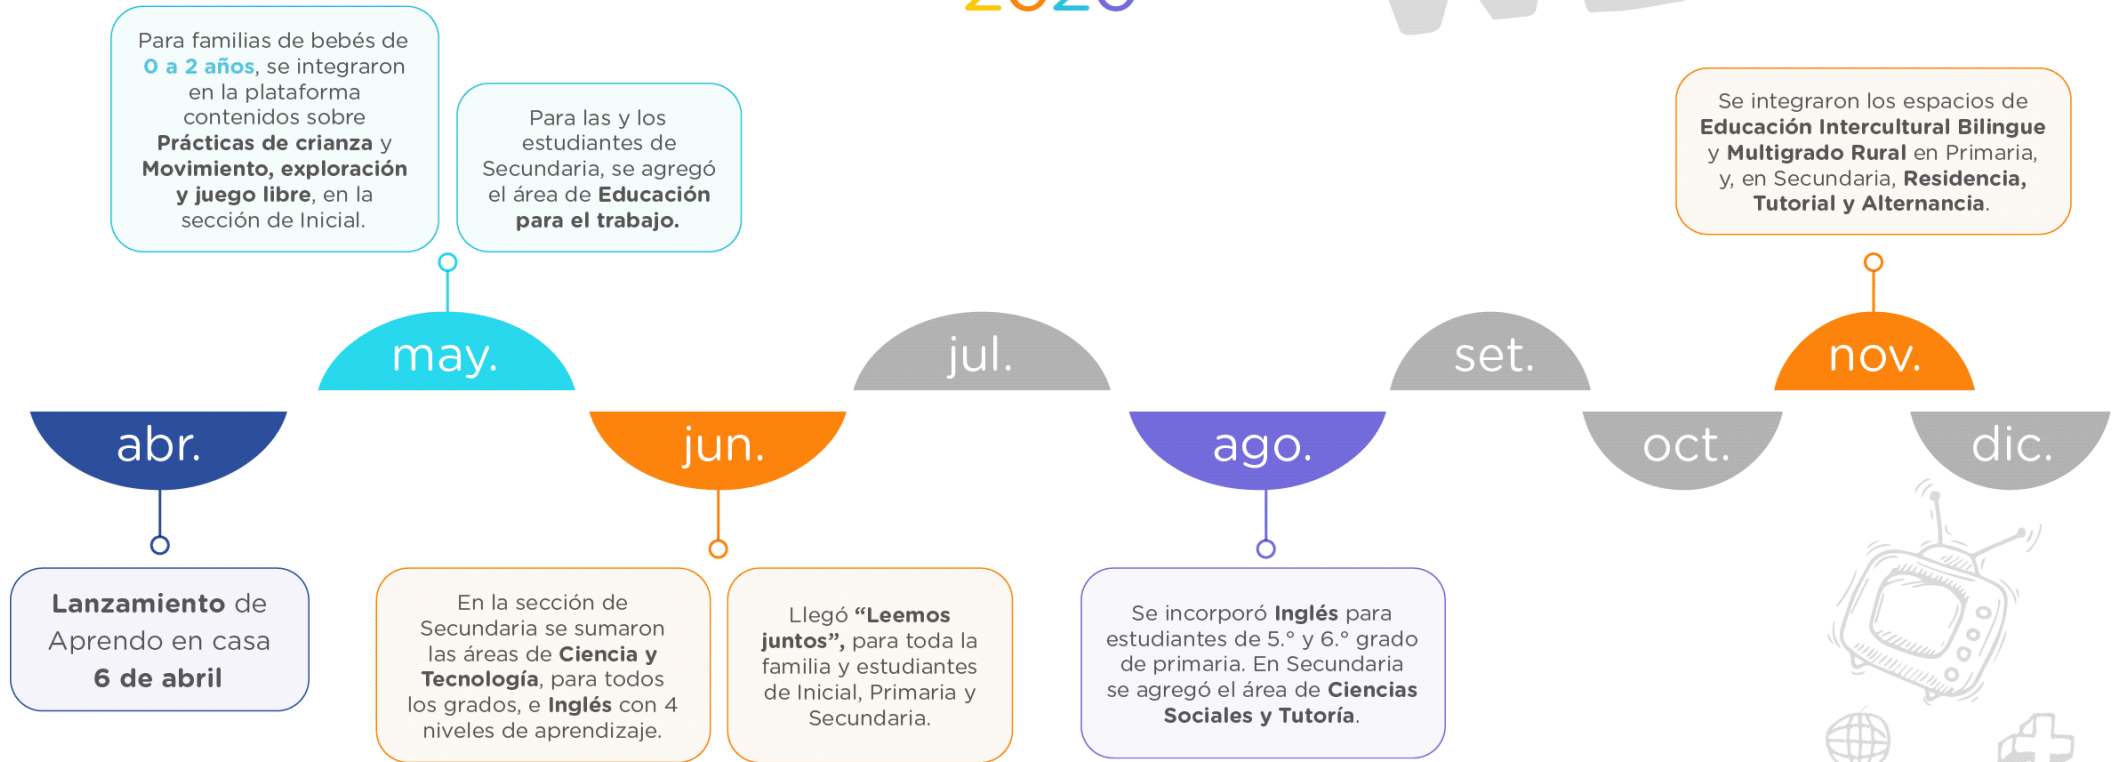 2020
Para familias de bebés de
0 a 2 años, se integraron
en la plataforma
contenidos sobre
Prácticas de crianza y
Movimiento, exploración
y juego libre, en la
sección de Inicial.
Para las y los
estudiantes de
Secundaria, se agregó
el área de Educación
para el trabajo.
Se integraron los espacios de
Educación Intercultural Bilingue
y Multigrado Rural en Primaria,
y, en Secundaria, Residencia,
Tutorial y Alternancia.
may.
jul.
set.
nov.
abr.
jun.
ago.
oct.
dic.
Lanzamiento de
Aprendo en casa
6 de abril
En la sección de
Secundaria se sumaron
las áreas de Ciencia y
Tecnología, para todos
los grados, e Inglés con 4
niveles de aprendizaje.
Llegó “Leemos
juntos”, para toda la
familia y estudiantes
de Inicial, Primaria y
Secundaria.
Se incorporó Inglés para
estudiantes de 5.° y 6.° grado
de primaria. En Secundaria
se agregó el área de Ciencias
Sociales y Tutoría.